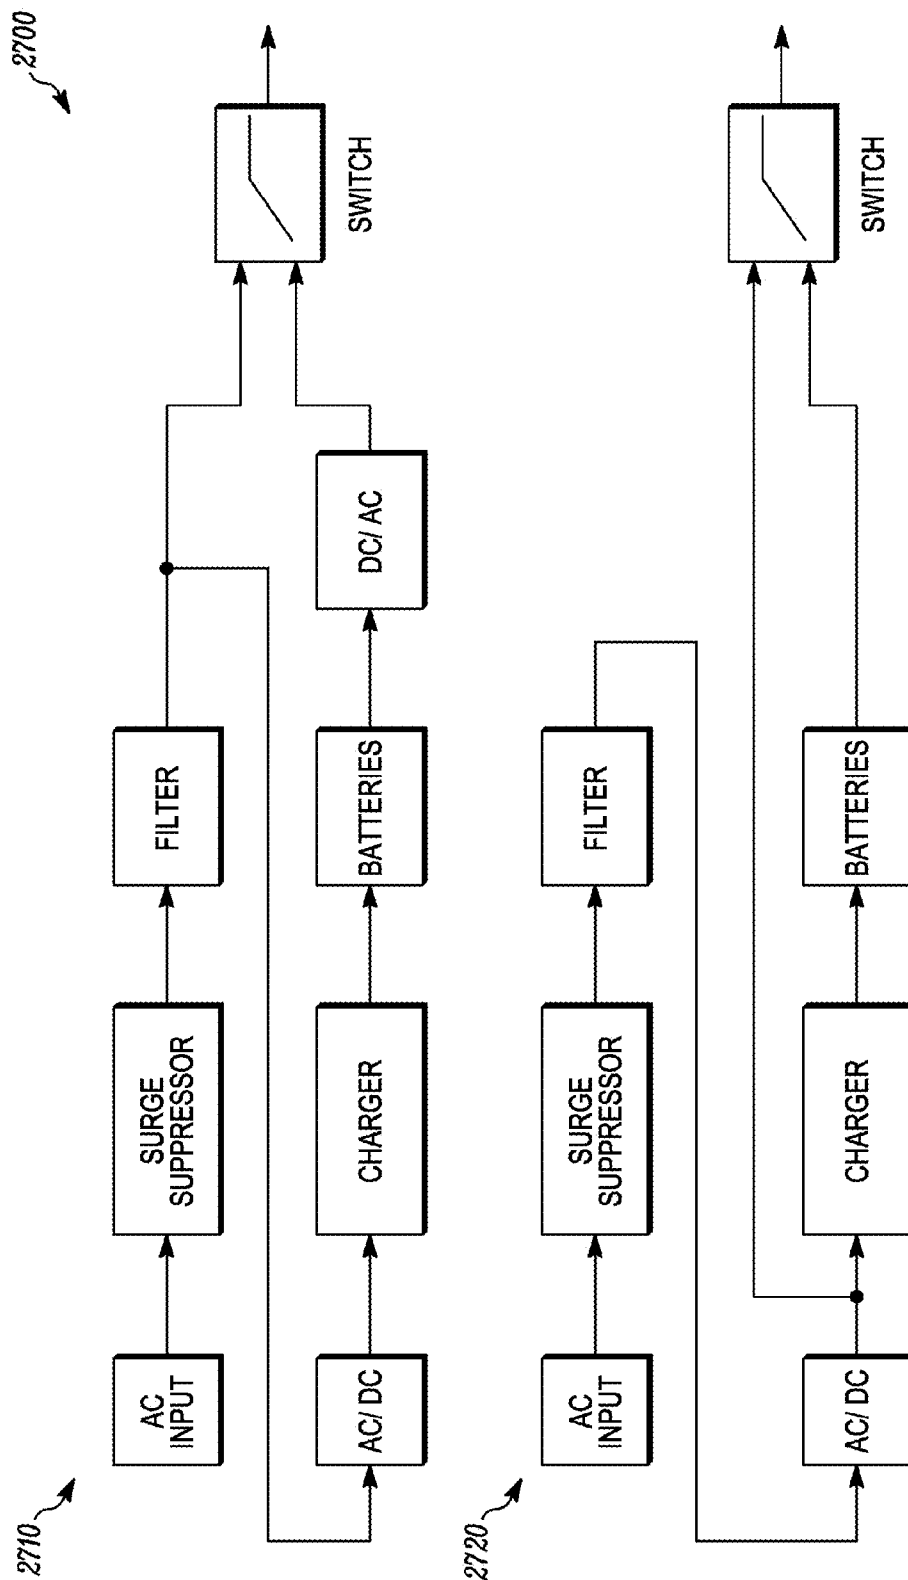 2700
2710
AC
INPUT
SURGE
SUPPRESSOR
FILTER
AC/DC
CHARGER
BATTERIES
DC/AC
SWITCH
2720
AC
INPUT
SURGE
SUPPRESSOR
FILTER
AC/DC
CHARGER
BATTERIES
SWITCH